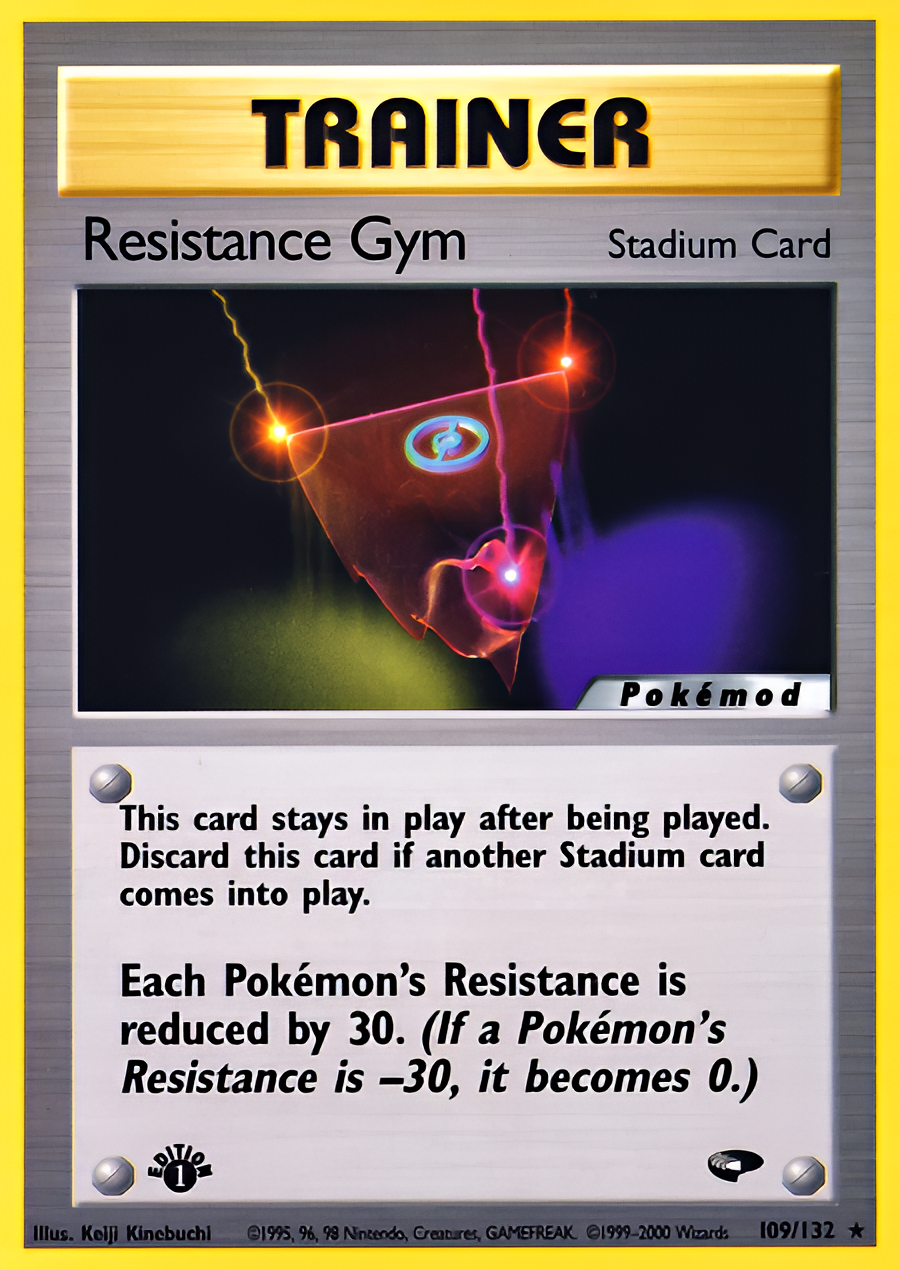 TRAINER
Resistance Gym Stadium Card
Pokémod
This card stays in play after being played.
Discard this card if another Stadium card
comes into play.
Each Pokémon's Resistance is
reduced by 30. (If a Pokémon's
Resistance is –30, it becomes 0.)
EDITION
1
Illus. Keiji Kinebuchi ©1995, 96, 98 Nintendo, Creatures, GAMEFREAK. ©1999–2000 Wizards 109/132 ★